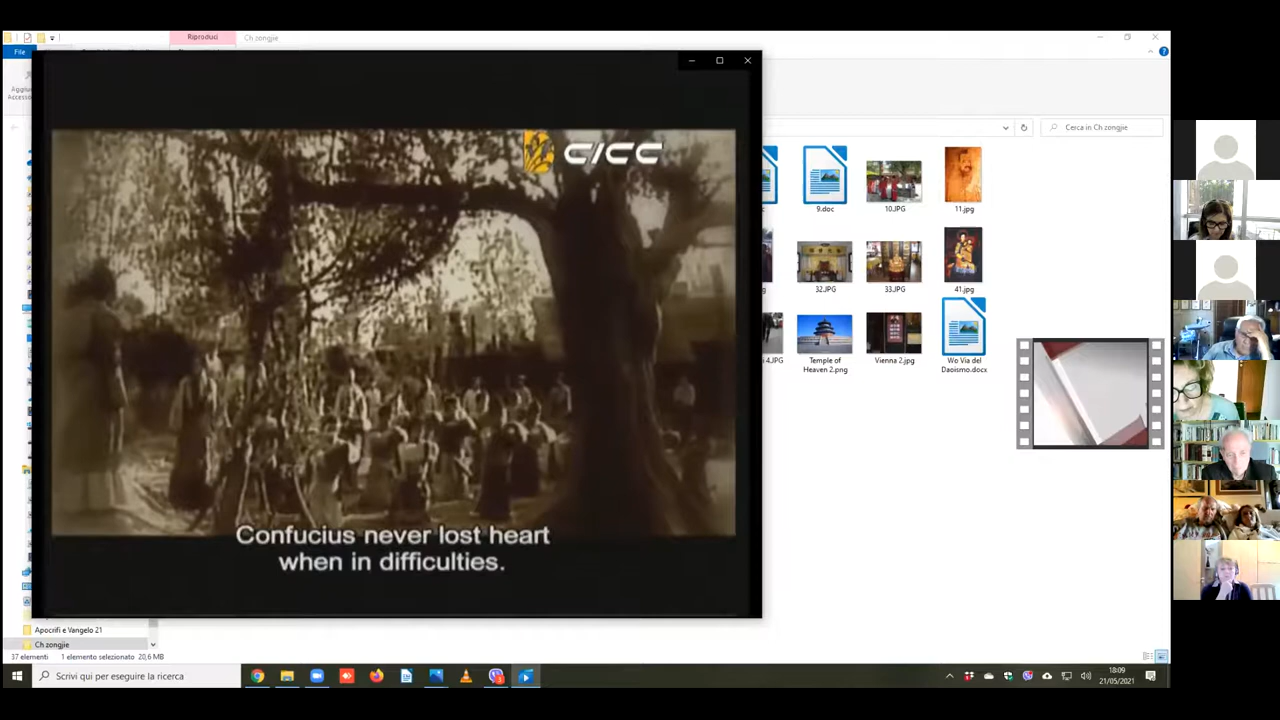 Riproduci
Ch zongjie
File
Cerca in Ch zongjie
CICC
9.doc
10.JPG
11.jpg
32.JPG
33.JPG
41.jpg
4.JPG
Temple of
Heaven 2.png
Vienna 2.jpg
Wo Via del
Daoismo.docx
Confucius never lost heart
when in difficulties.
Apocrifi e Vangelo 21
Ch zongjie
37 elementi
1 elemento selezionato 20,6 MB
Scrivi qui per eseguire la ricerca
18:09
21/05/2021